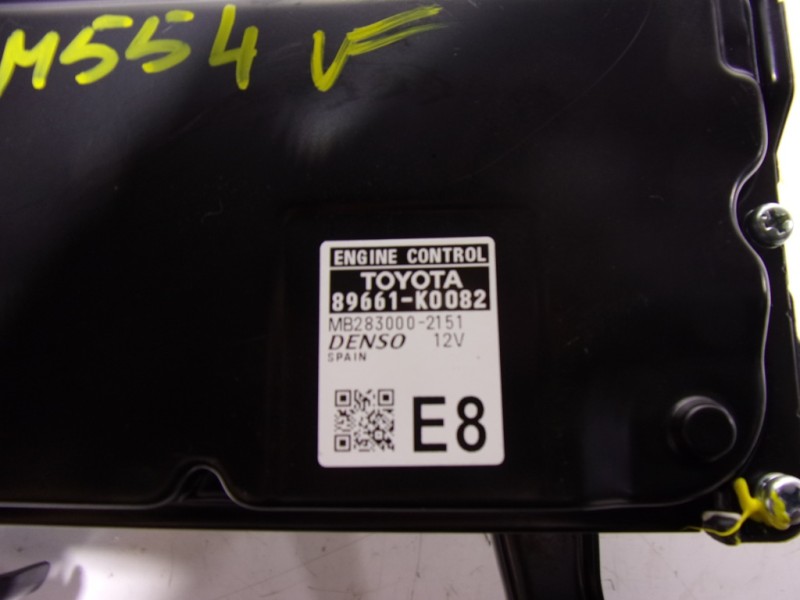 M554 V
ENGINE CONTROL
TOYOTA
89661-K0082
MB283000-2151
DENSO 12V
SPAIN
E8